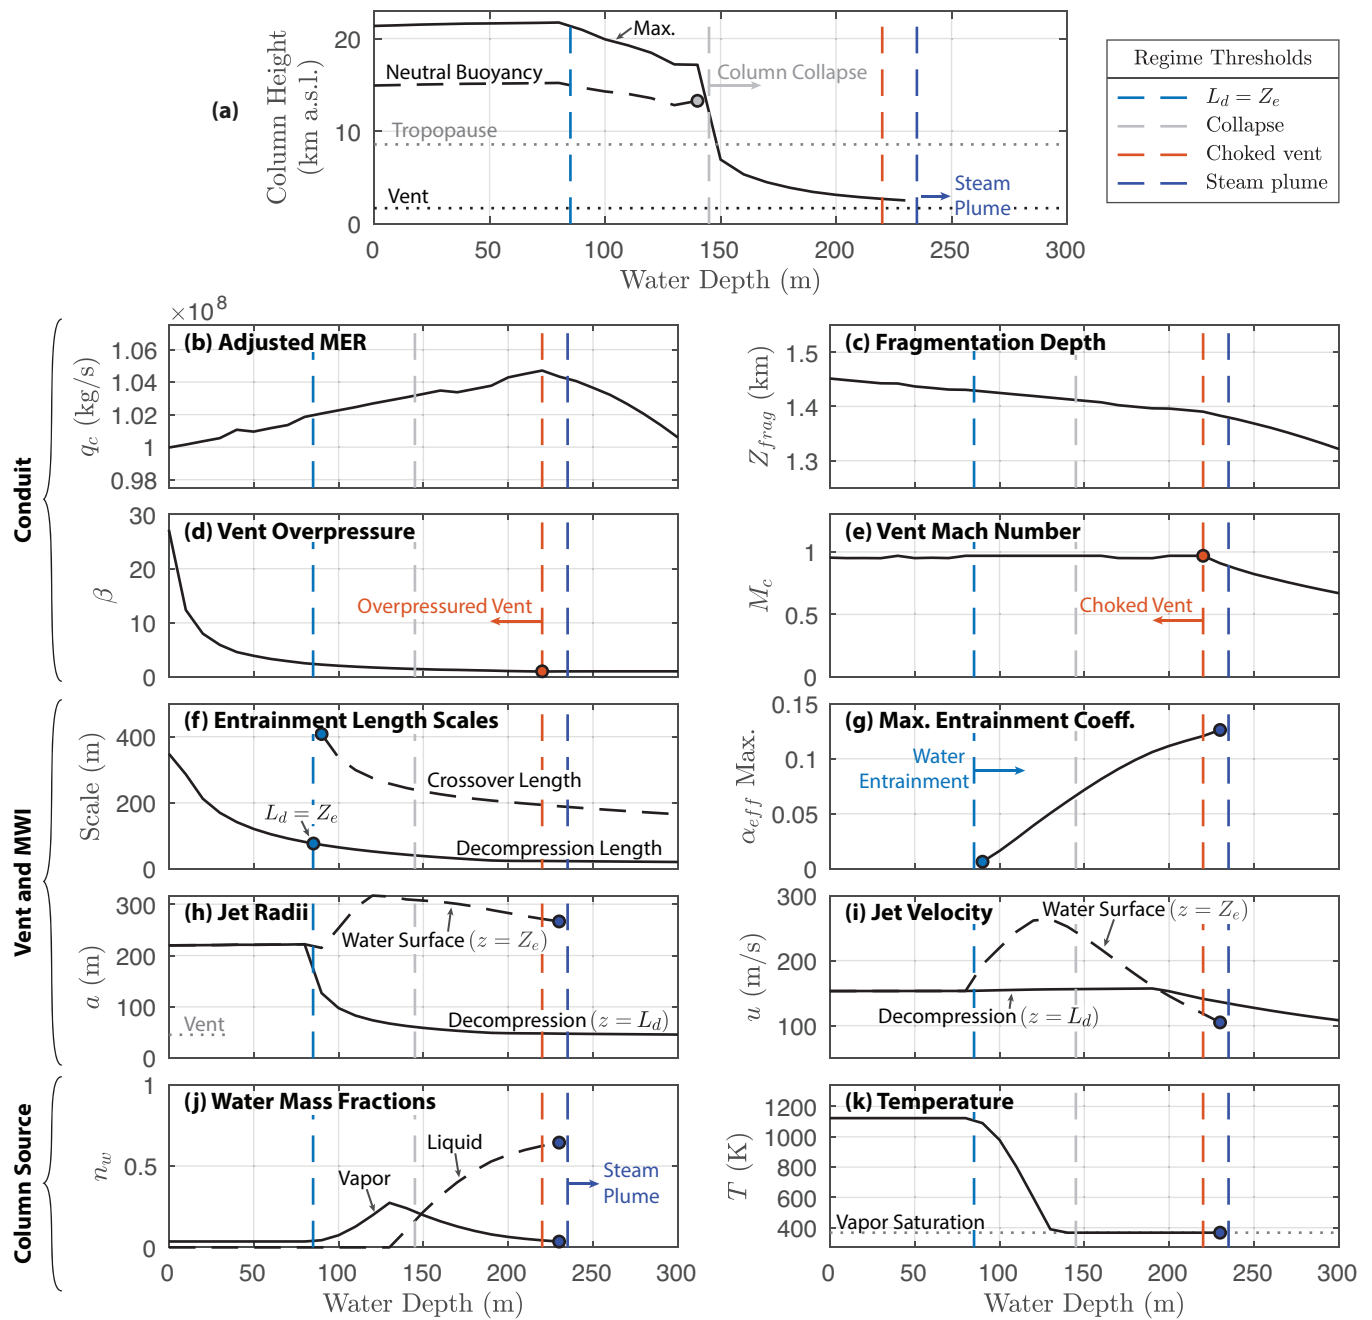 (a)
Column Height
(km a.s.l.)
20
10
0
Max.
Neutral Buoyancy
Column Collapse
Tropopause
Vent
Steam
Plume
0 50 100 150 200 250 300
Water Depth (m)
Regime Thresholds
L_d = Z_e
Collapse
Choked vent
Steam plume
Conduit
×10^8
(b) Adjusted MER
q_c (kg/s)
1.06
1.04
1.02
1
0.98
(c) Fragmentation Depth
Z_frag (km)
1.5
1.4
1.3
(d) Vent Overpressure
β
30
20
10
0
Overpressured Vent
(e) Vent Mach Number
M_c
1
0.5
0
Choked Vent
Vent and MWI
(f) Entrainment Length Scales
Scale (m)
400
200
0
L_d = Z_e
Crossover Length
Decompression Length
(g) Max. Entrainment Coeff.
α_eff Max.
0.15
0.1
0.05
0
Water
Entrainment
(h) Jet Radii
a (m)
300
200
100
0
Water Surface (z = Z_e)
Decompression (z = L_d)
Vent
(i) Jet Velocity
u (m/s)
300
200
100
Water Surface (z = Z_e)
Decompression (z = L_d)
Column Source
(j) Water Mass Fractions
n_w
1
0.5
0
Liquid
Vapor
Steam
Plume
0 50 100 150 200 250 300
Water Depth (m)
(k) Temperature
T (K)
1200
1000
800
600
400
Vapor Saturation
0 50 100 150 200 250 300
Water Depth (m)